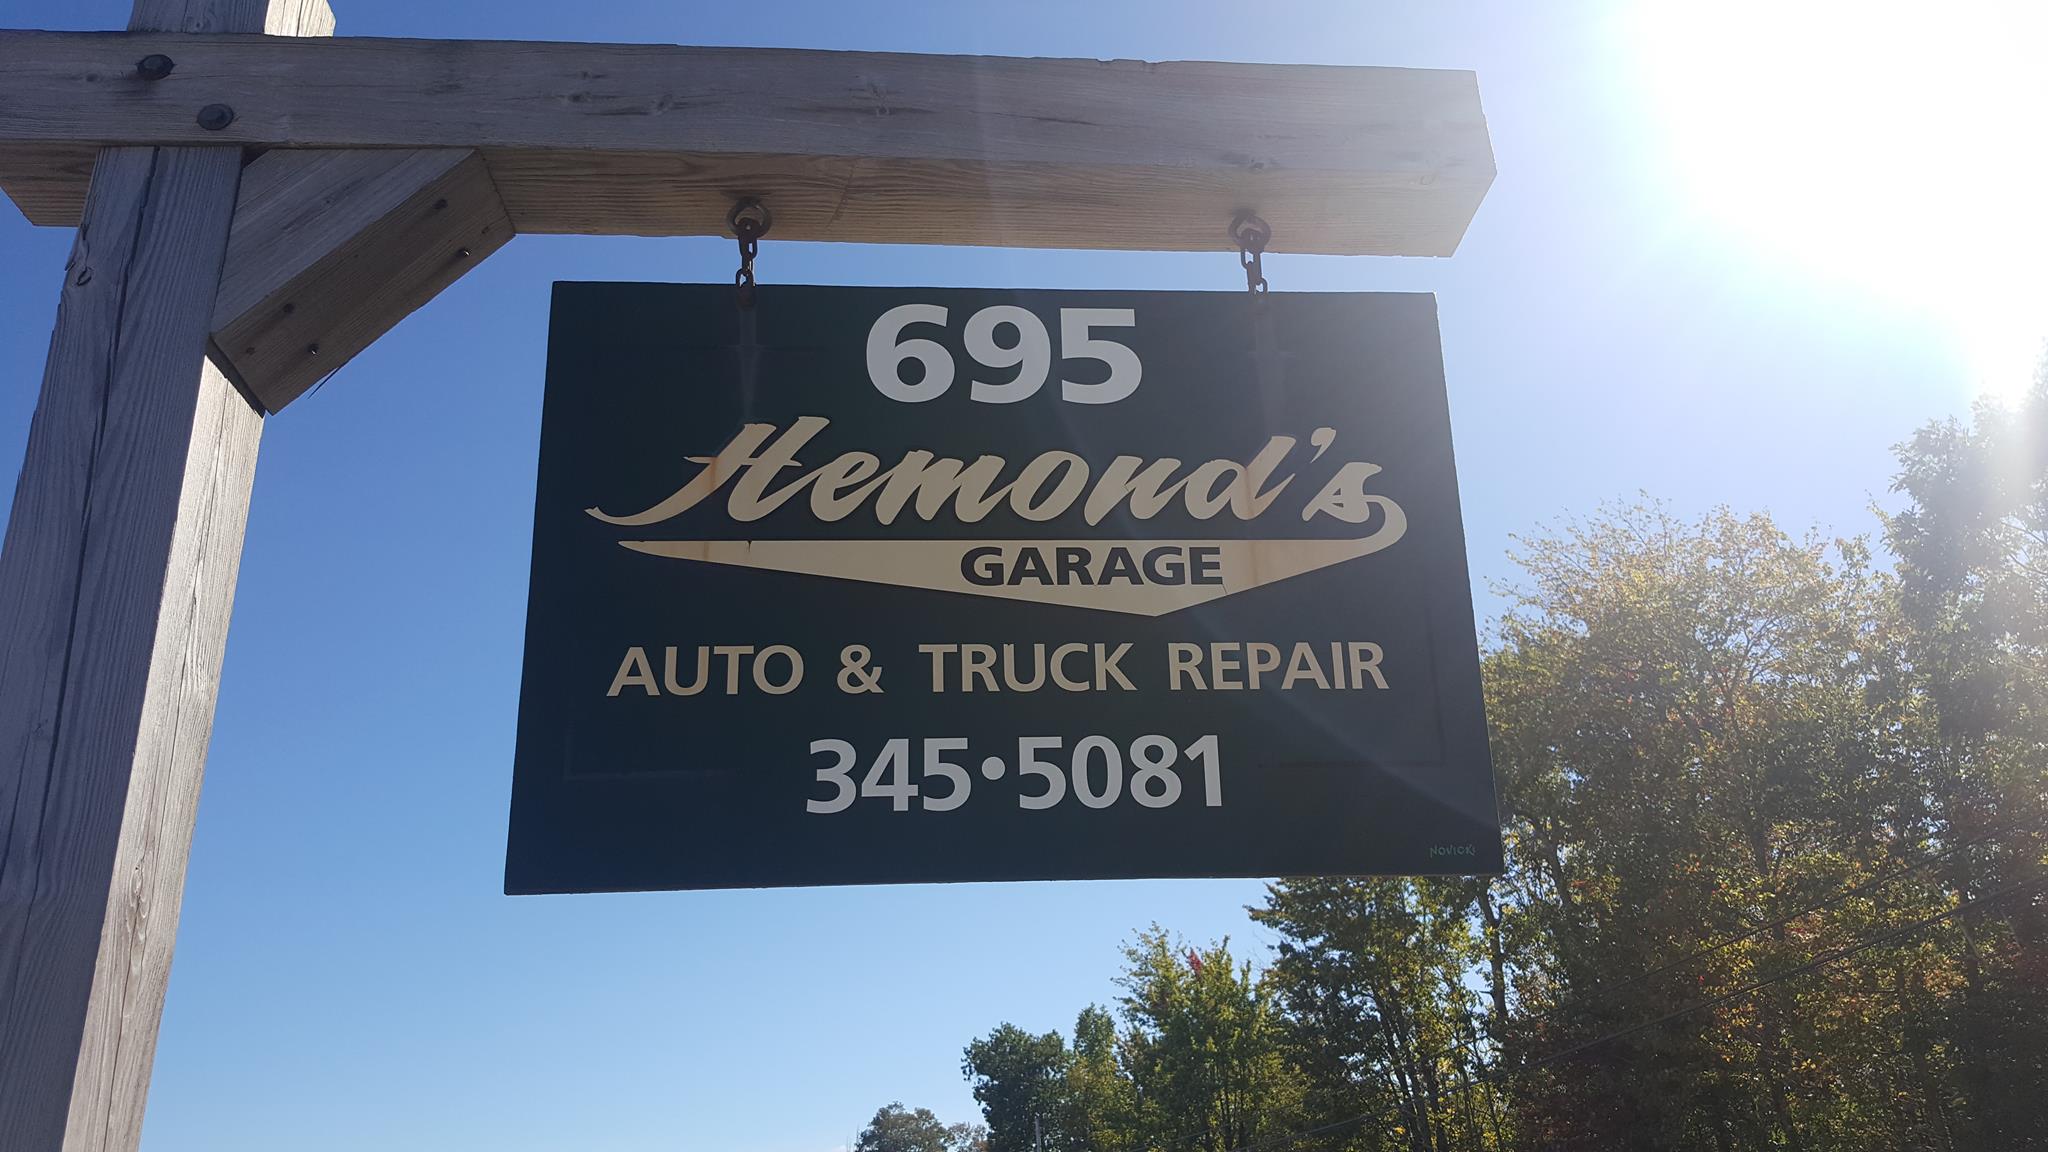 695
Hemond's
GARAGE
AUTO & TRUCK REPAIR
345•5081
NOVICKI